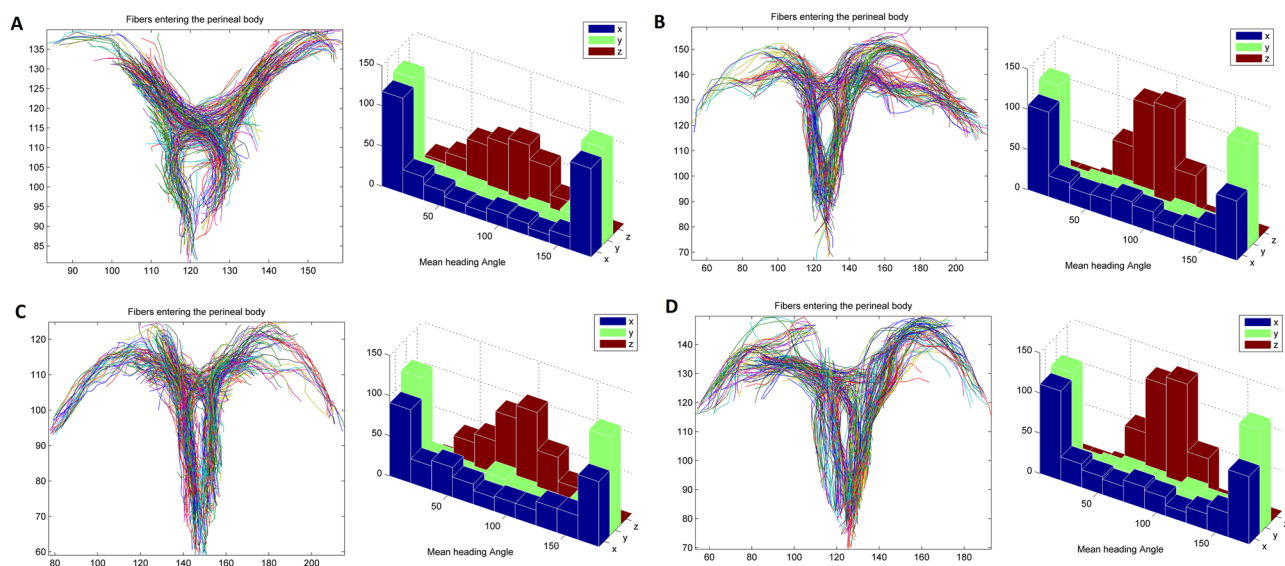 A
Fibers entering the perineal body
135
130
125
120
115
110
105
100
95
90
85
90 100 110 120 130 140 150
x
y
z
150
100
50
0
50
100
150
x
y
z
Mean heading Angle
B
Fibers entering the perineal body
150
140
130
120
110
100
90
80
70
60 80 100 120 140 160 180 200
x
y
z
150
100
50
0
50
100
150
x
y
z
Mean heading Angle
C
Fibers entering the perineal body
120
110
100
90
80
70
60
80 100 120 140 160 180 200
x
y
z
150
100
50
0
50
100
150
x
y
z
Mean heading Angle
D
Fibers entering the perineal body
140
130
120
110
100
90
80
70
60 80 100 120 140 160 180
x
y
z
150
100
50
0
50
100
150
x
y
z
Mean heading Angle